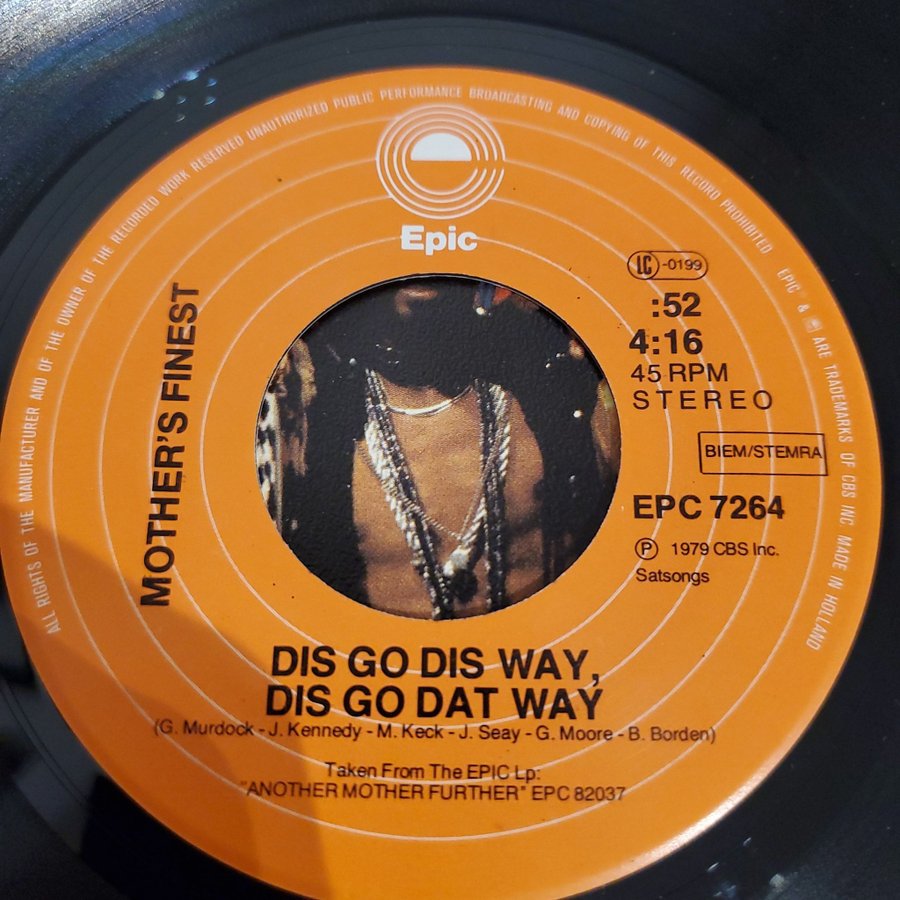 ALL RIGHTS OF THE MANUFACTURER AND OF THE OWNER OF THE RECORDED WORK RESERVED UNAUTHORIZED PUBLIC PERFORMANCE BROADCASTING AND COPYING OF THIS RECORD PROHIBITED EPIC & ARE TRADEMARKS OF CBS INC MADE IN HOLLAND
Epic
LC -0199
:52
4:16
45 RPM
STEREO
BIEM/STEMRA
EPC 7264
Ⓟ 1979 CBS Inc.
Satsongs
MOTHER'S FINEST
DIS GO DIS WAY,
DIS GO DAT WAY
(G. Murdock - J. Kennedy - M. Keck - J. Seay - G. Moore - B. Borden)
Taken From The EPIC Lp:
"ANOTHER MOTHER FURTHER" EPC 82037